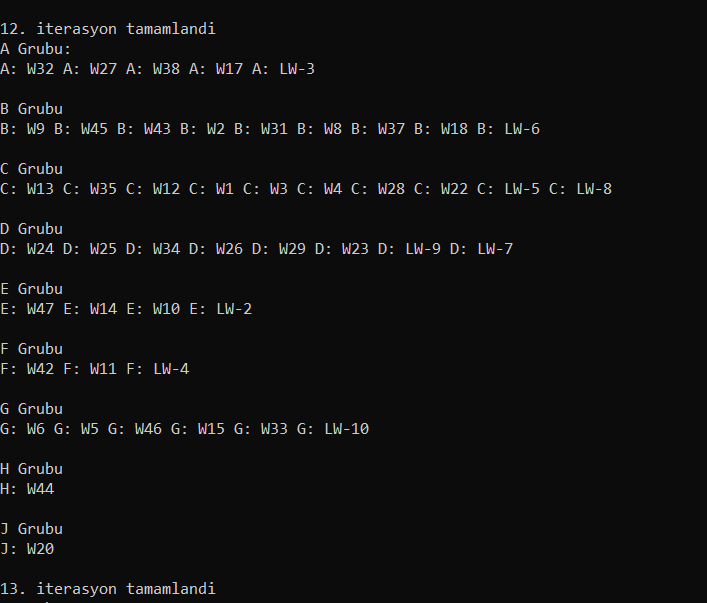 12. iterasyon tamamlandi
A Grubu:
A: W32 A: W27 A: W38 A: W17 A: LW-3
B Grubu
B: W9 B: W45 B: W43 B: W2 B: W31 B: W8 B: W37 B: W18 B: LW-6
C Grubu
C: W13 C: W35 C: W12 C: W1 C: W3 C: W4 C: W28 C: W22 C: LW-5 C: LW-8
D Grubu
D: W24 D: W25 D: W34 D: W26 D: W29 D: W23 D: LW-9 D: LW-7
E Grubu
E: W47 E: W14 E: W10 E: LW-2
F Grubu
F: W42 F: W11 F: LW-4
G Grubu
G: W6 G: W5 G: W46 G: W15 G: W33 G: LW-10
H Grubu
H: W44
J Grubu
J: W20
13. iterasyon tamamlandi